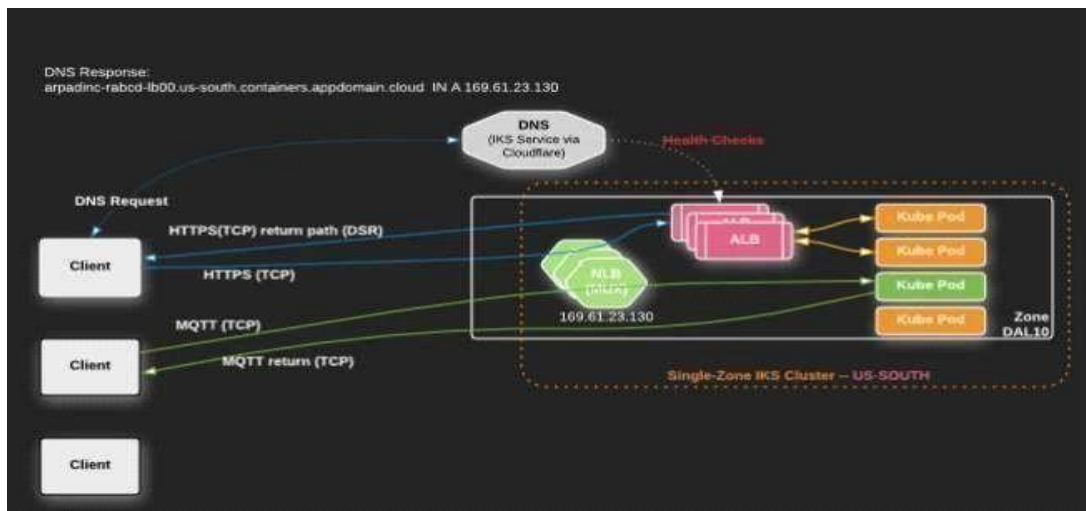 DNS Response:
arpadinc-rabcd-lb00.us-south.containers.appdomain.cloud IN A 169.61.23.130
DNS
(IKS Service via
Cloudflare)
Health Checks
DNS Request
HTTPS(TCP) return path (DSR)
Client
HTTPS (TCP)
ALB
ALB
NLB
(MUX)
169.61.23.130
Kube Pod
Kube Pod
Kube Pod
Kube Pod
Zone
DAL10
MQTT (TCP)
MQTT return (TCP)
Client
Single-Zone IKS Cluster – US-SOUTH
Client